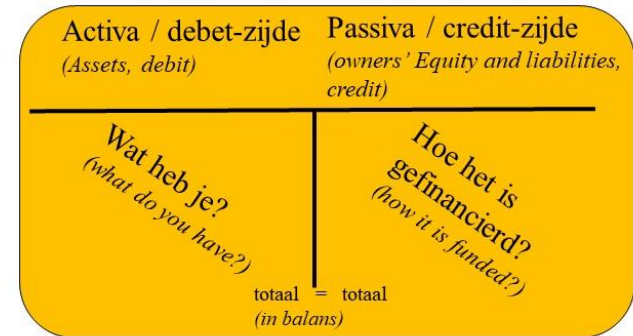 Activa / debet-zijde
(Assets, debit)
Passiva / credit-zijde
(owners' Equity and liabilities,
credit)
Wat heb je?
(what do you have?)
Hoe het is
gefinancierd?
(how it is funded?)
totaal = totaal
(in balans)